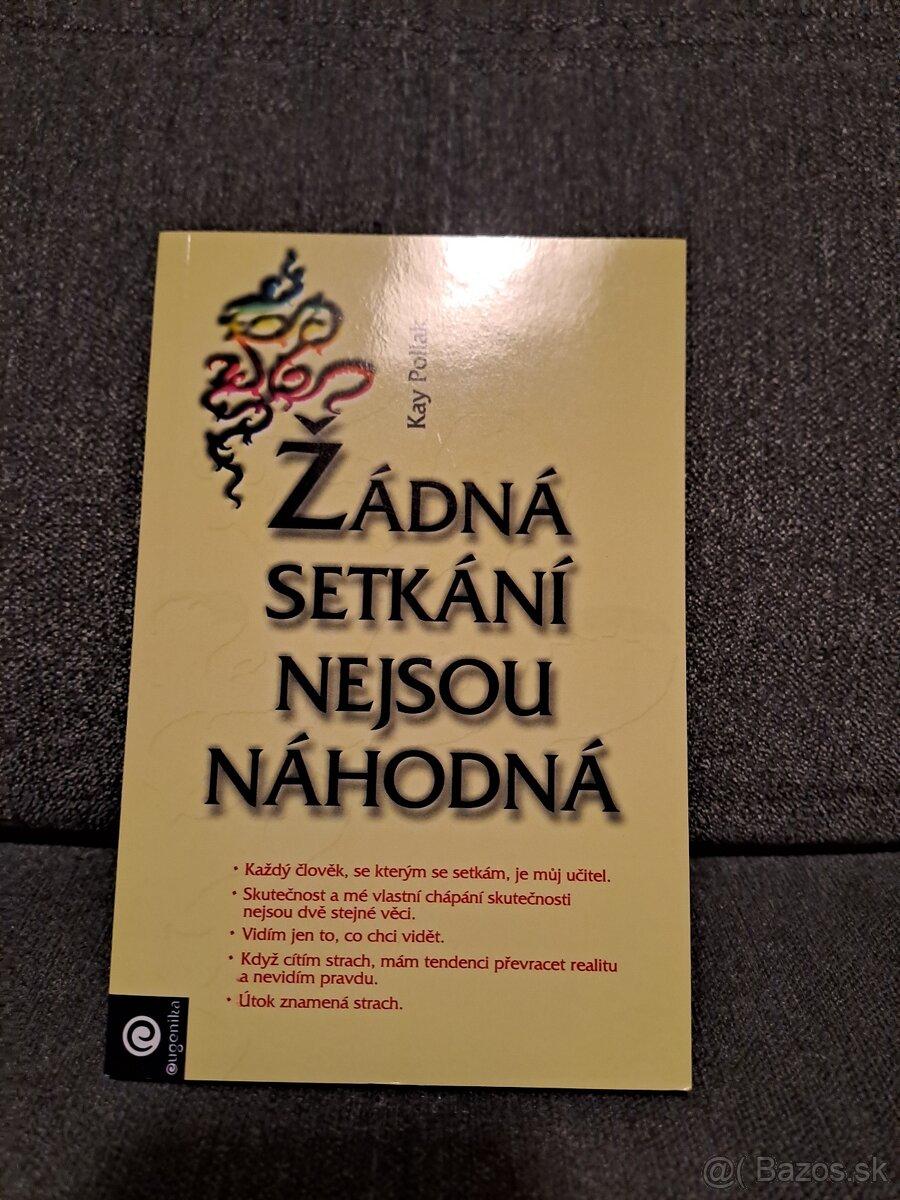 Kay Pollak
ŽÁDNÁ
SETKÁNÍ
NEJSOU
NÁHODNÁ
• Každý člověk, se kterým se setkám, je můj učitel.
• Skutečnost a mé vlastní chápání skutečnosti
nejsou dvě stejné věci.
• Vidím jen to, co chci vidět.
• Když cítím strach, mám tendenci převracet realitu
a nevidím pravdu.
• Útok znamená strach.
eugenika
@( Bazos.sk